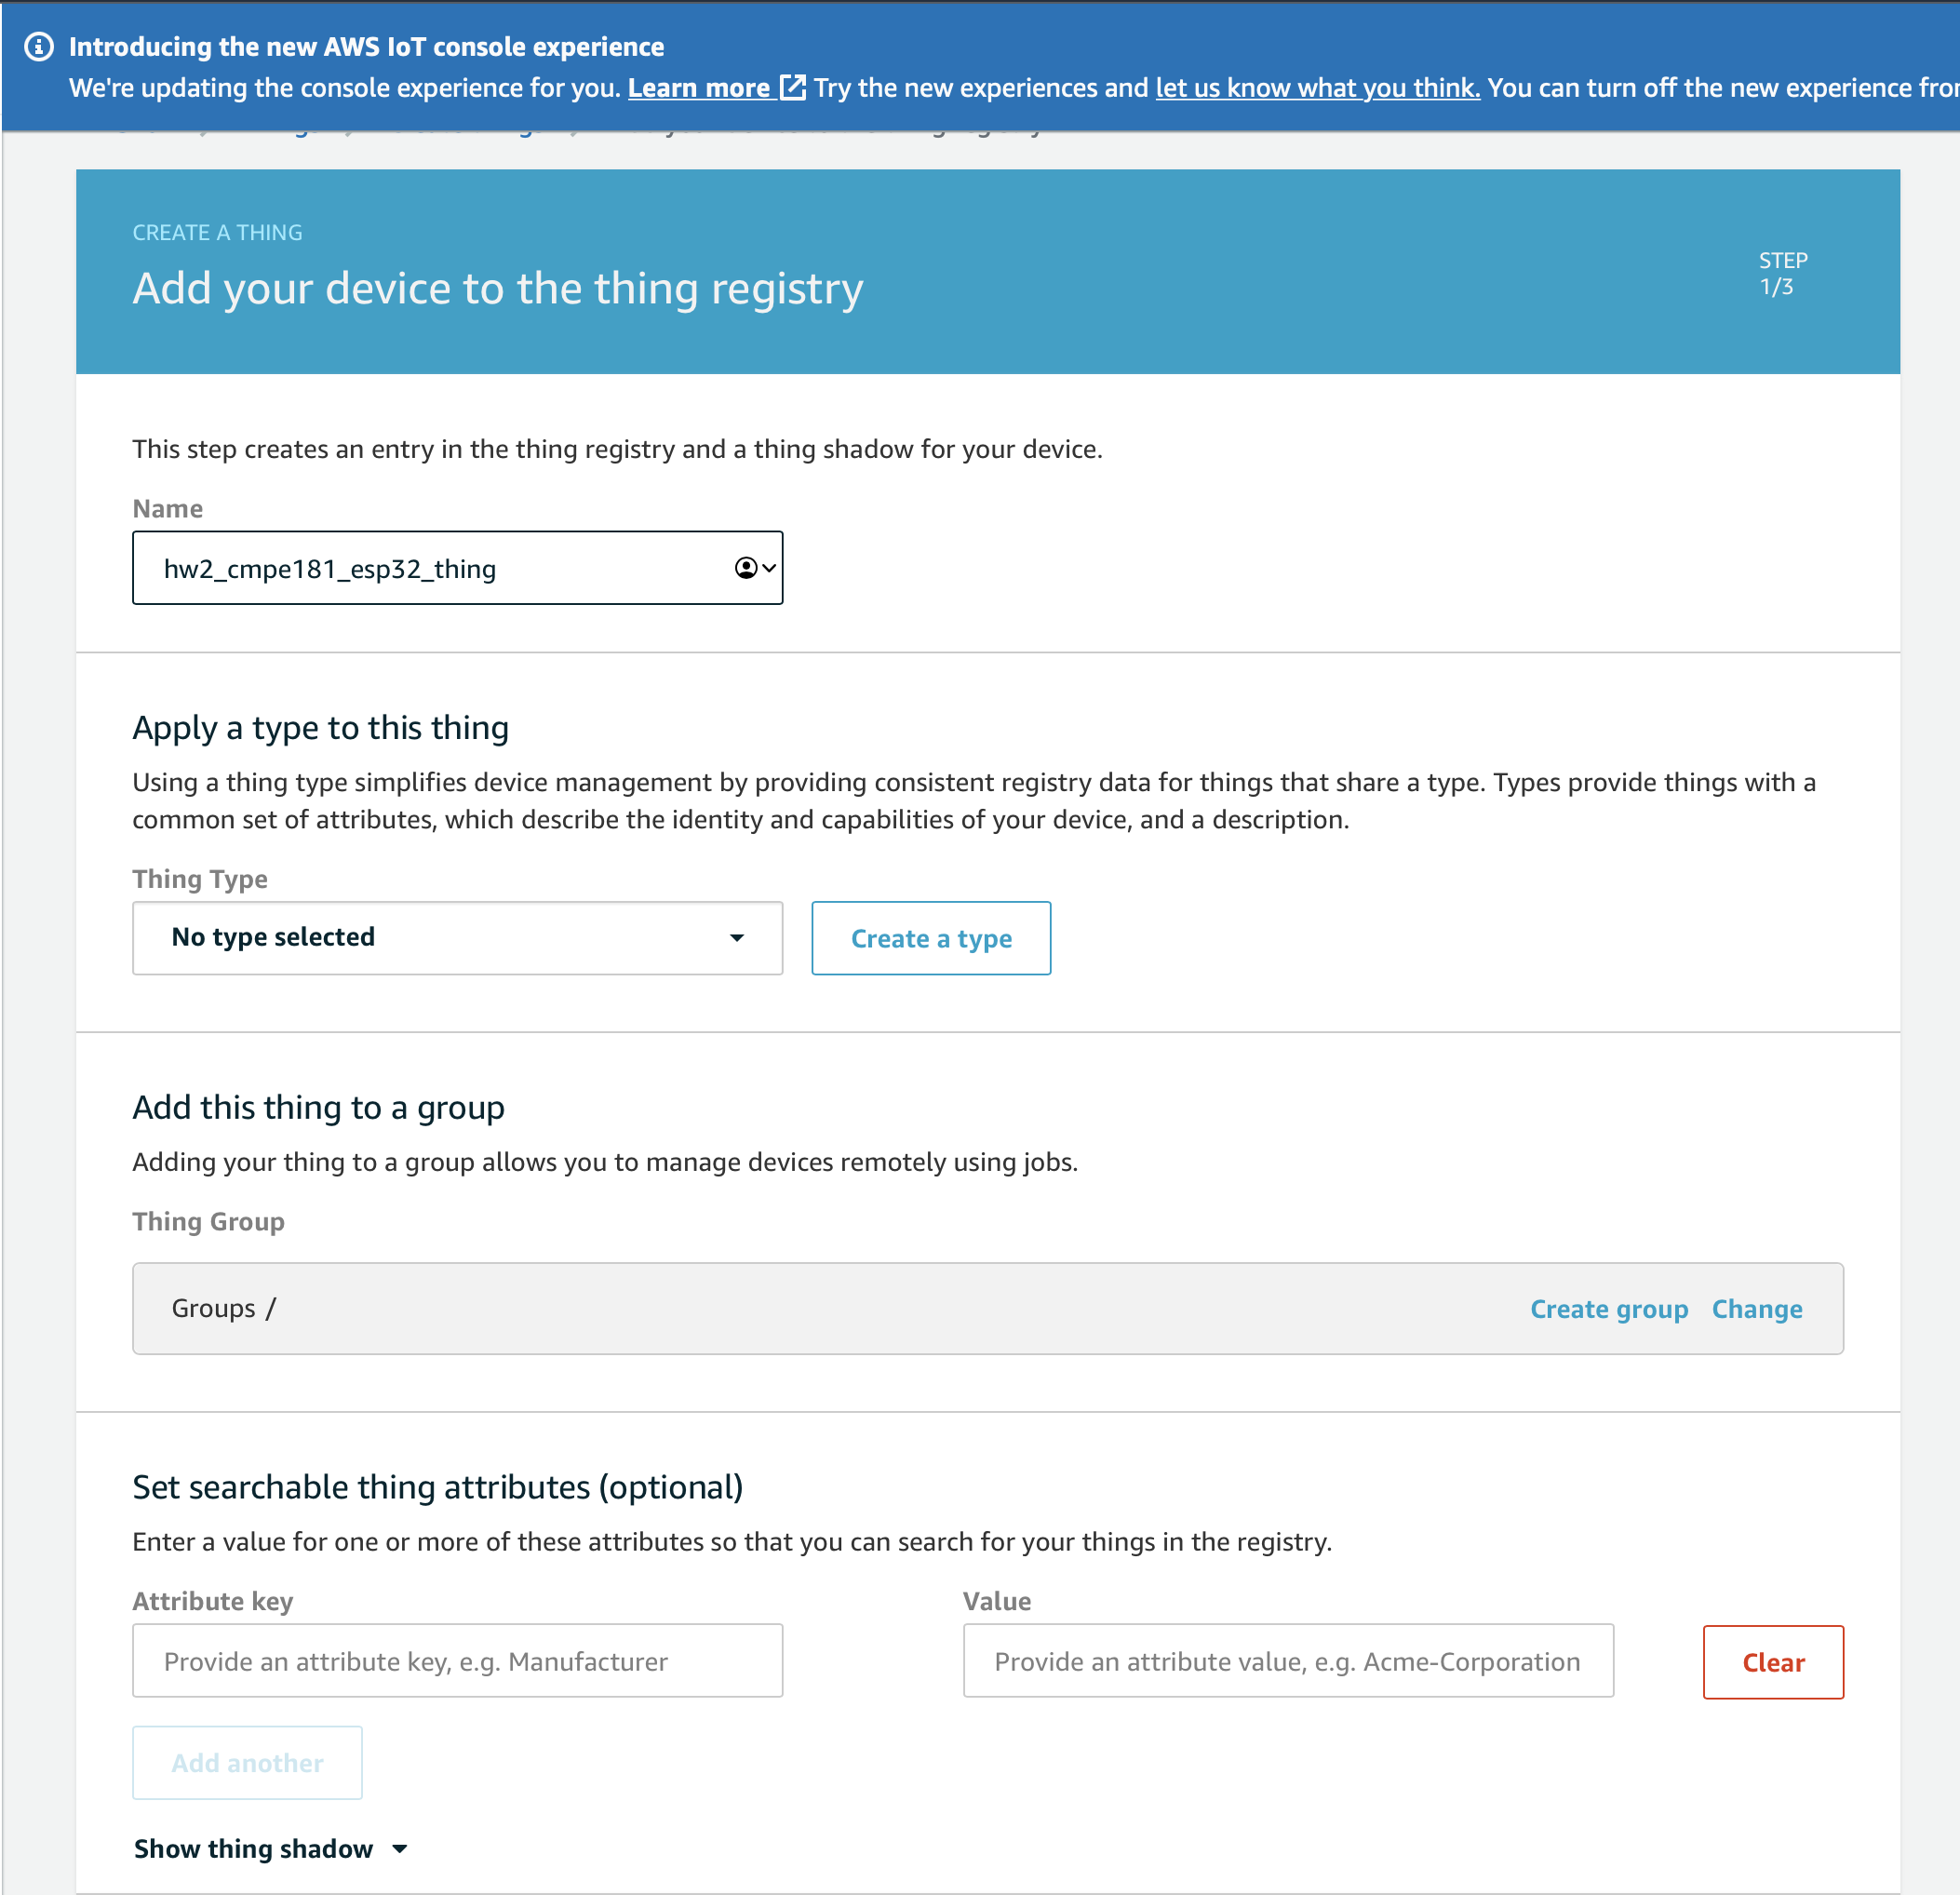 Introducing the new AWS IoT console experience
We're updating the console experience for you. Learn more Try the new experiences and let us know what you think. You can turn off the new experience
CREATE A THING
Add your device to the thing registry
STEP
1/3
This step creates an entry in the thing registry and a thing shadow for your device.
Name
hw2_cmpe181_esp32_thing
Apply a type to this thing
Using a thing type simplifies device management by providing consistent registry data for things that share a type. Types provide things with a
common set of attributes, which describe the identity and capabilities of your device, and a description.
Thing Type
No type selected
Create a type
Add this thing to a group
Adding your thing to a group allows you to manage devices remotely using jobs.
Thing Group
Groups /
Create group Change
Set searchable thing attributes (optional)
Enter a value for one or more of these attributes so that you can search for your things in the registry.
Attribute key
Value
Provide an attribute key, e.g. Manufacturer
Provide an attribute value, e.g. Acme-Corporation
Clear
Add another
Show thing shadow